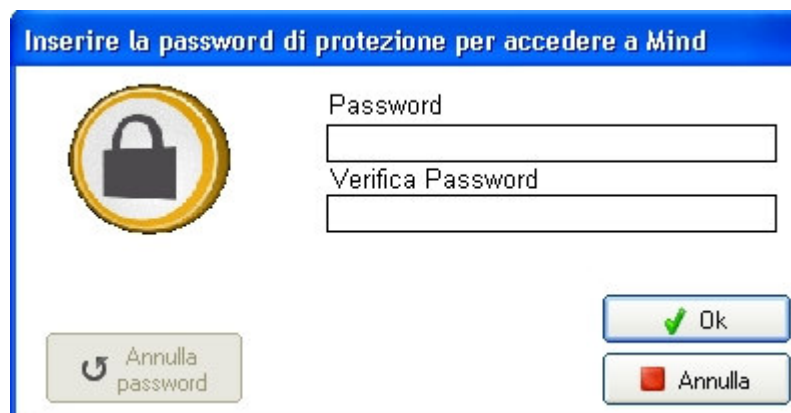 Inserire la password di protezione per accedere a Mind
Password
Verifica Password
Ok
Annulla
password
Annulla